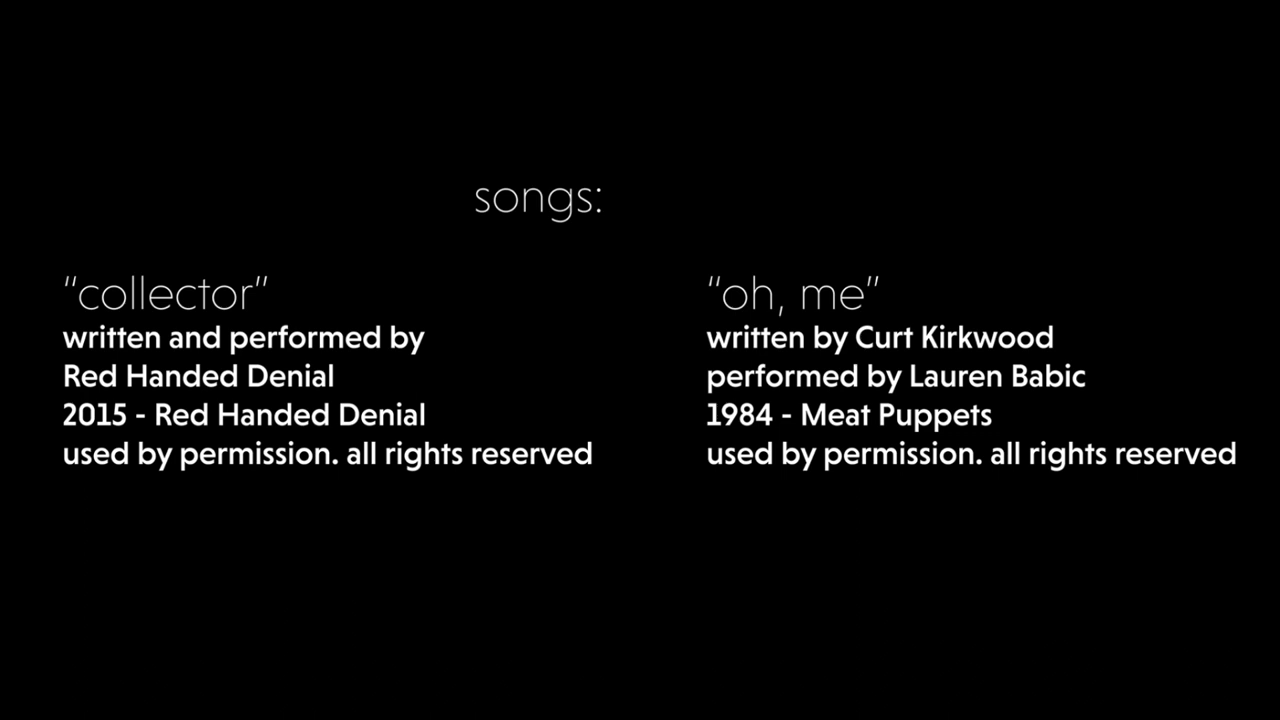 songs:
“collector”
written and performed by
Red Handed Denial
2015 - Red Handed Denial
used by permission. all rights reserved
“oh, me”
written by Curt Kirkwood
performed by Lauren Babic
1984 - Meat Puppets
used by permission. all rights reserved